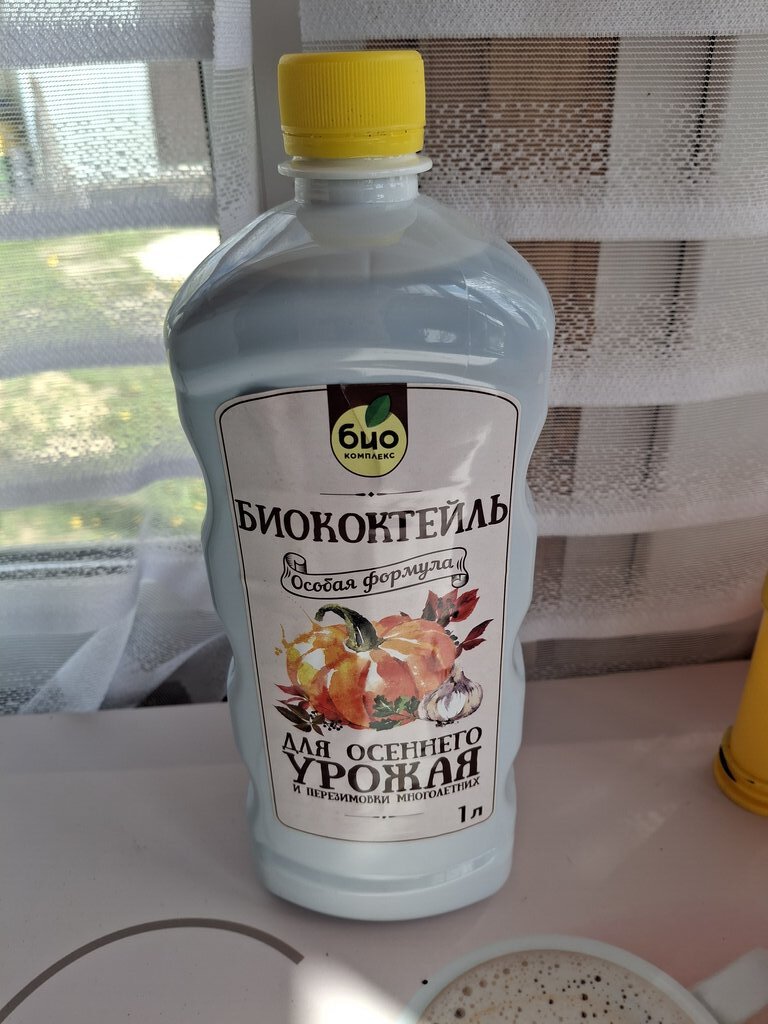 био
КОМПЛЕКС
БИОКОКТЕЙЛЬ
Особая формула
ДЛЯ ОСЕННЕГО
УРОЖАЯ
И ПЕРЕЗИМОВКИ МНОГОЛЕТНИХ
1 л